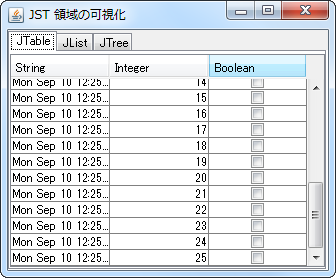 JST 領域の可視化
JTable JList JTree
String Integer Boolean
Mon Sep 10 12:25... 14
Mon Sep 10 12:25... 15
Mon Sep 10 12:25... 16
Mon Sep 10 12:25... 17
Mon Sep 10 12:25... 18
Mon Sep 10 12:25... 19
Mon Sep 10 12:25... 20
Mon Sep 10 12:25... 21
Mon Sep 10 12:25... 22
Mon Sep 10 12:25... 23
Mon Sep 10 12:25... 24
Mon Sep 10 12:25... 25